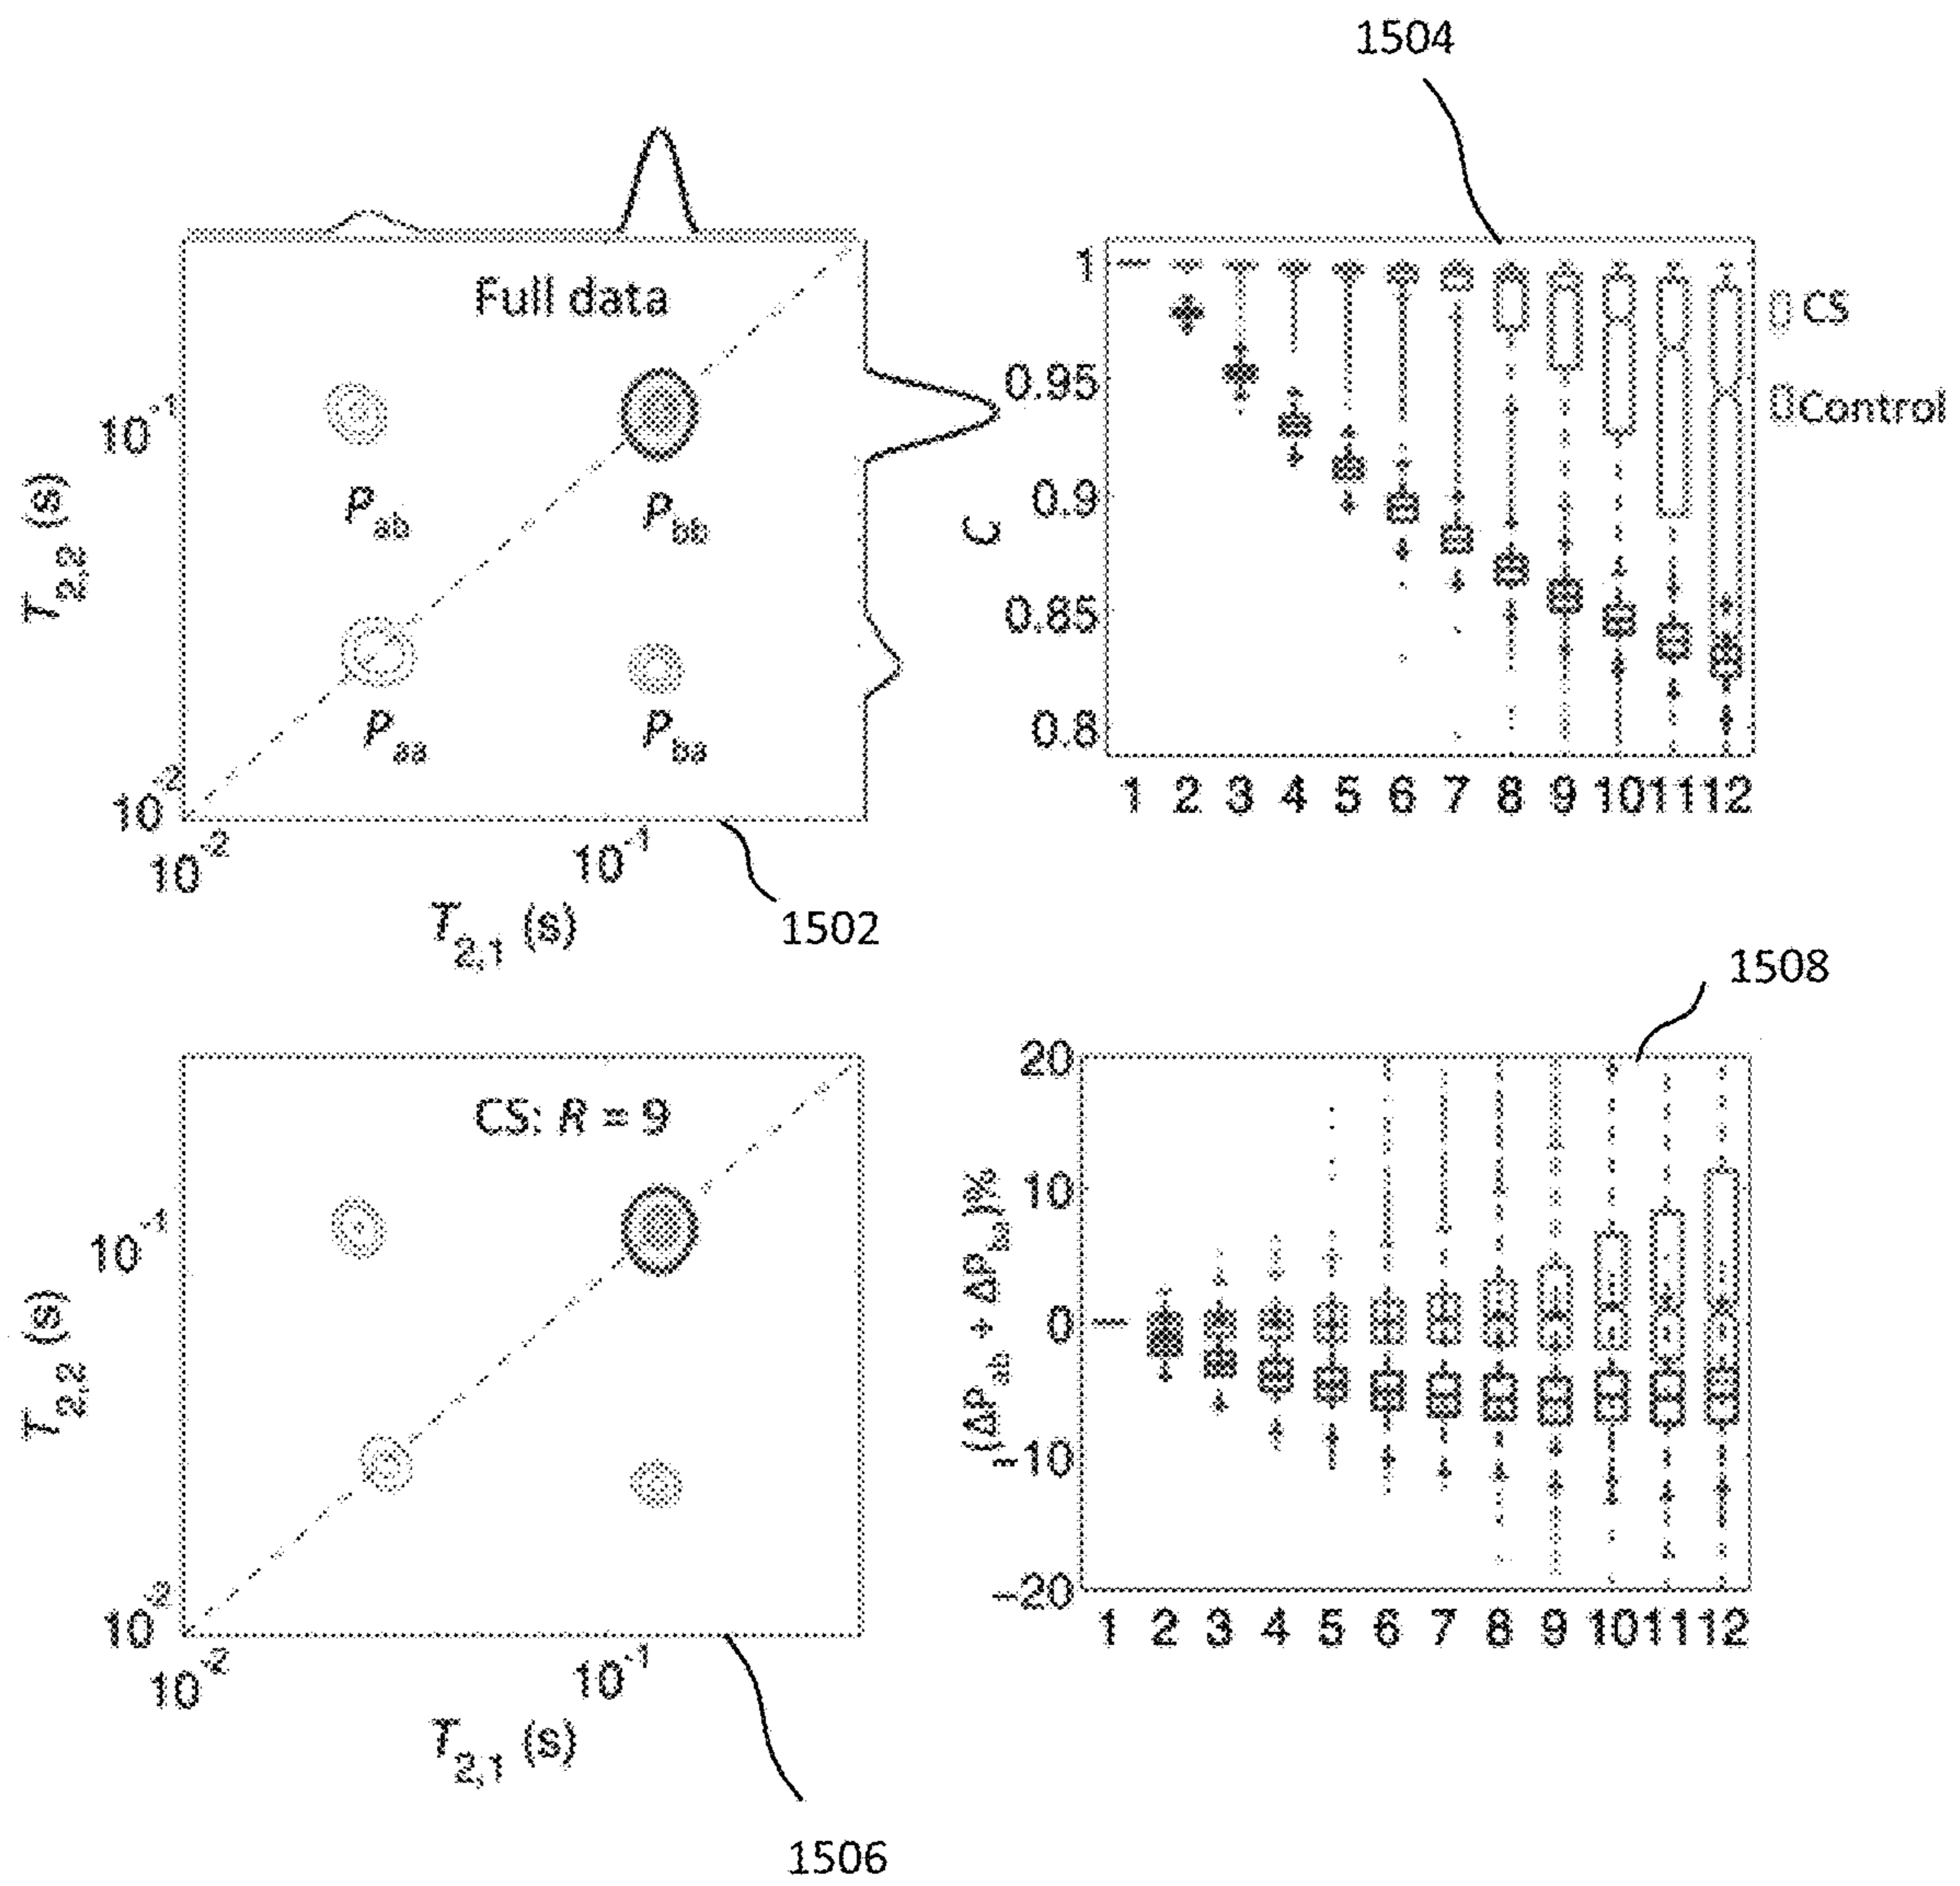 1504
Full data
10-1
T2,2 (s)
Pab
Pbb
Paa
Pba
10-2
10-2
10-1
T2,1 (s)
1502
1
0.95
0.9
0.85
0.8
C
CS
Control
1 2 3 4 5 6 7 8 9 10 11 12
1508
CS: R = 9
10-1
T2,2 (s)
10-2
10-2
10-1
T2,1 (s)
1506
20
10
0
-10
-20
(ΔPab + ΔPba)%
1 2 3 4 5 6 7 8 9 10 11 12